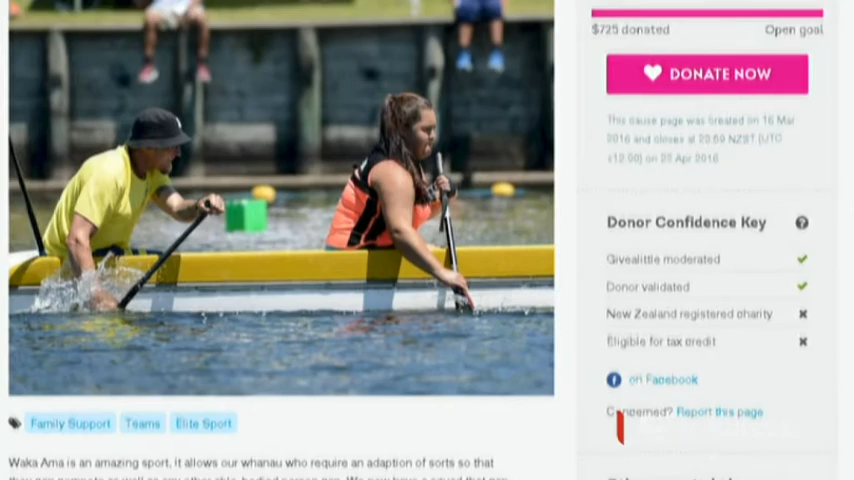 $725 donated
Open goal
DONATE NOW
This cause page was created on 16 Mar
2016 and closes at 23:59 NZST (UTC
+12:00) on 23 Apr 2016
Donor Confidence Key
Givealittle moderated
Donor validated
New Zealand registered charity
Eligible for tax credit
on Facebook
Concerned? Report this page
Family Support
Teams
Elite Sport
Waka Ama is an amazing sport, it allows our whanau who require an adaption of sorts so that